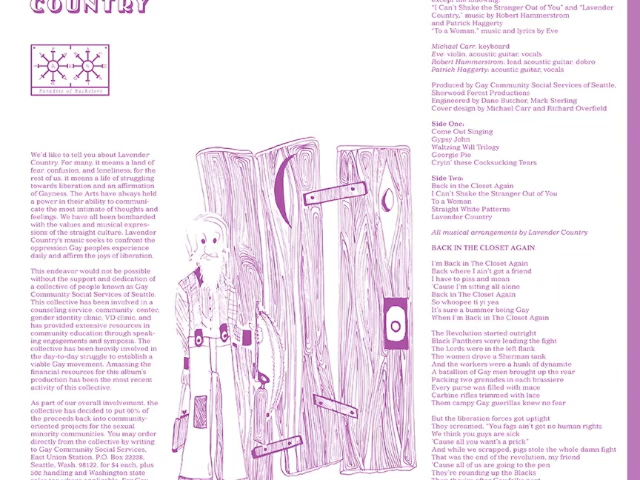 COUNTRY
Paradise of Bachelors
We'd like to tell you about Lavender
Country. For many, it means a land of
fear, confusion, and loneliness; for the
rest of us, it means a life of struggling
towards liberation and an affirmation
of Gayness. The Arts have always held
a power in their ability to communi-
cate the most intimate of thoughts and
feelings. We have all been bombarded
with the values and musical expres-
sions of the straight culture. Lavender
Country's music seeks to confront the
oppression Gay peoples experience
daily and affirm the joys of liberation.
This endeavor would not be possible
without the support and dedication of
a collective of people known as Gay
Community Social Services of Seattle.
This collective has been involved in a
counseling service, community center,
gender identity clinic, VD clinic, and
has provided extensive resources in
community education through speak-
ing engagements and symposia. The
collective has been heavily involved in
the day-to-day struggle to establish a
viable Gay movement. Amassing the
financial resources for this album's
production has been the most recent
activity of this collective.
As part of our overall involvement, the
collective has decided to put 60% of
the proceeds back into community-
oriented projects for the sexual
minority communities. You may order
directly from the collective by writing
to Gay Community Social Services,
East Union Station, P.O. Box 22228,
Seattle, Wash. 98122, for $4 each, plus
50¢ handling and Washington state
except the following:
"I Can't Shake the Stranger Out of You" and "Lavender
Country," music by Robert Hammerstrom
and Patrick Haggerty
"To a Woman," music and lyrics by Eve
Michael Carr: keyboard
Eve: violin, acoustic guitar, vocals
Robert Hammerstrom: lead acoustic guitar, dobro
Patrick Haggerty: acoustic guitar, vocals
Produced by Gay Community Social Services of Seattle,
Sherwood Forest Productions
Engineered by Dane Butcher, Mark Sterling
Cover design by Michael Carr and Richard Overfield
Side One:
Come Out Singing
Gypsy John
Waltzing Will Trilogy
Georgie Pie
Cryin' these Cocksucking Tears
Side Two:
Back in the Closet Again
I Can't Shake the Stranger Out of You
To a Woman
Straight White Patterns
Lavender Country
All musical arrangements by Lavender Country
BACK IN THE CLOSET AGAIN
I'm Back in The Closet Again
Back where I ain't got a friend
I have to piss and moan
'Cause I'm sitting all alone
Back in The Closet Again
So whoopee ti yi yea
It's sure a bummer being Gay
When I'm Back in The Closet Again
The Revolution started outright
Black Panthers were leading the fight
The Lords were in the left flank
The women drove a Sherman tank
And the workers were a hunk of dynamite
A batallion of Gay men brought up the rear
Packing two grenades in each brassiere
Every purse was filled with mace
Carbine rifles trimmed with lace
Them campy Gay guerillas knew no fear
But the liberation forces got uptight
They screamed, "You fags ain't got no human rights
We think you guys are sick
'Cause all you want's a prick"
And while we scrapped, pigs stole the whole damn fight
That was the end of the revolution, my friend
'Cause all of us are going to the pen
They're rounding up the Blacks